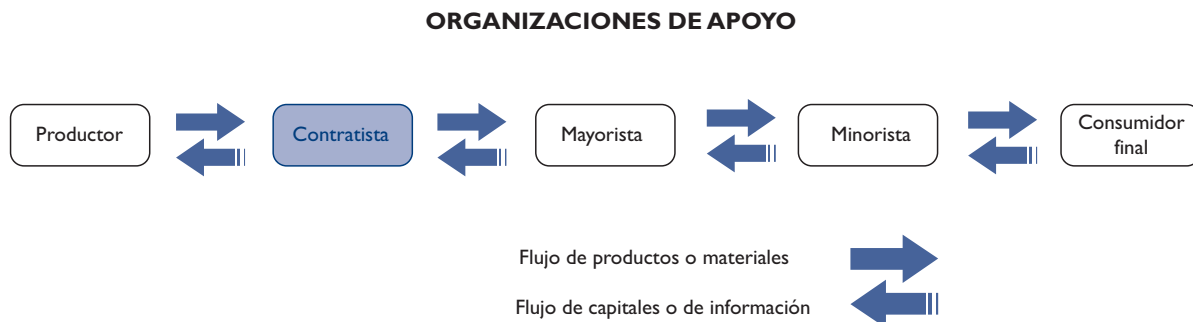 ORGANIZACIONES DE APOYO
Productor
Contratista
Mayorista
Minorista
Consumidor
final
Flujo de productos o materiales
Flujo de capitales o de información